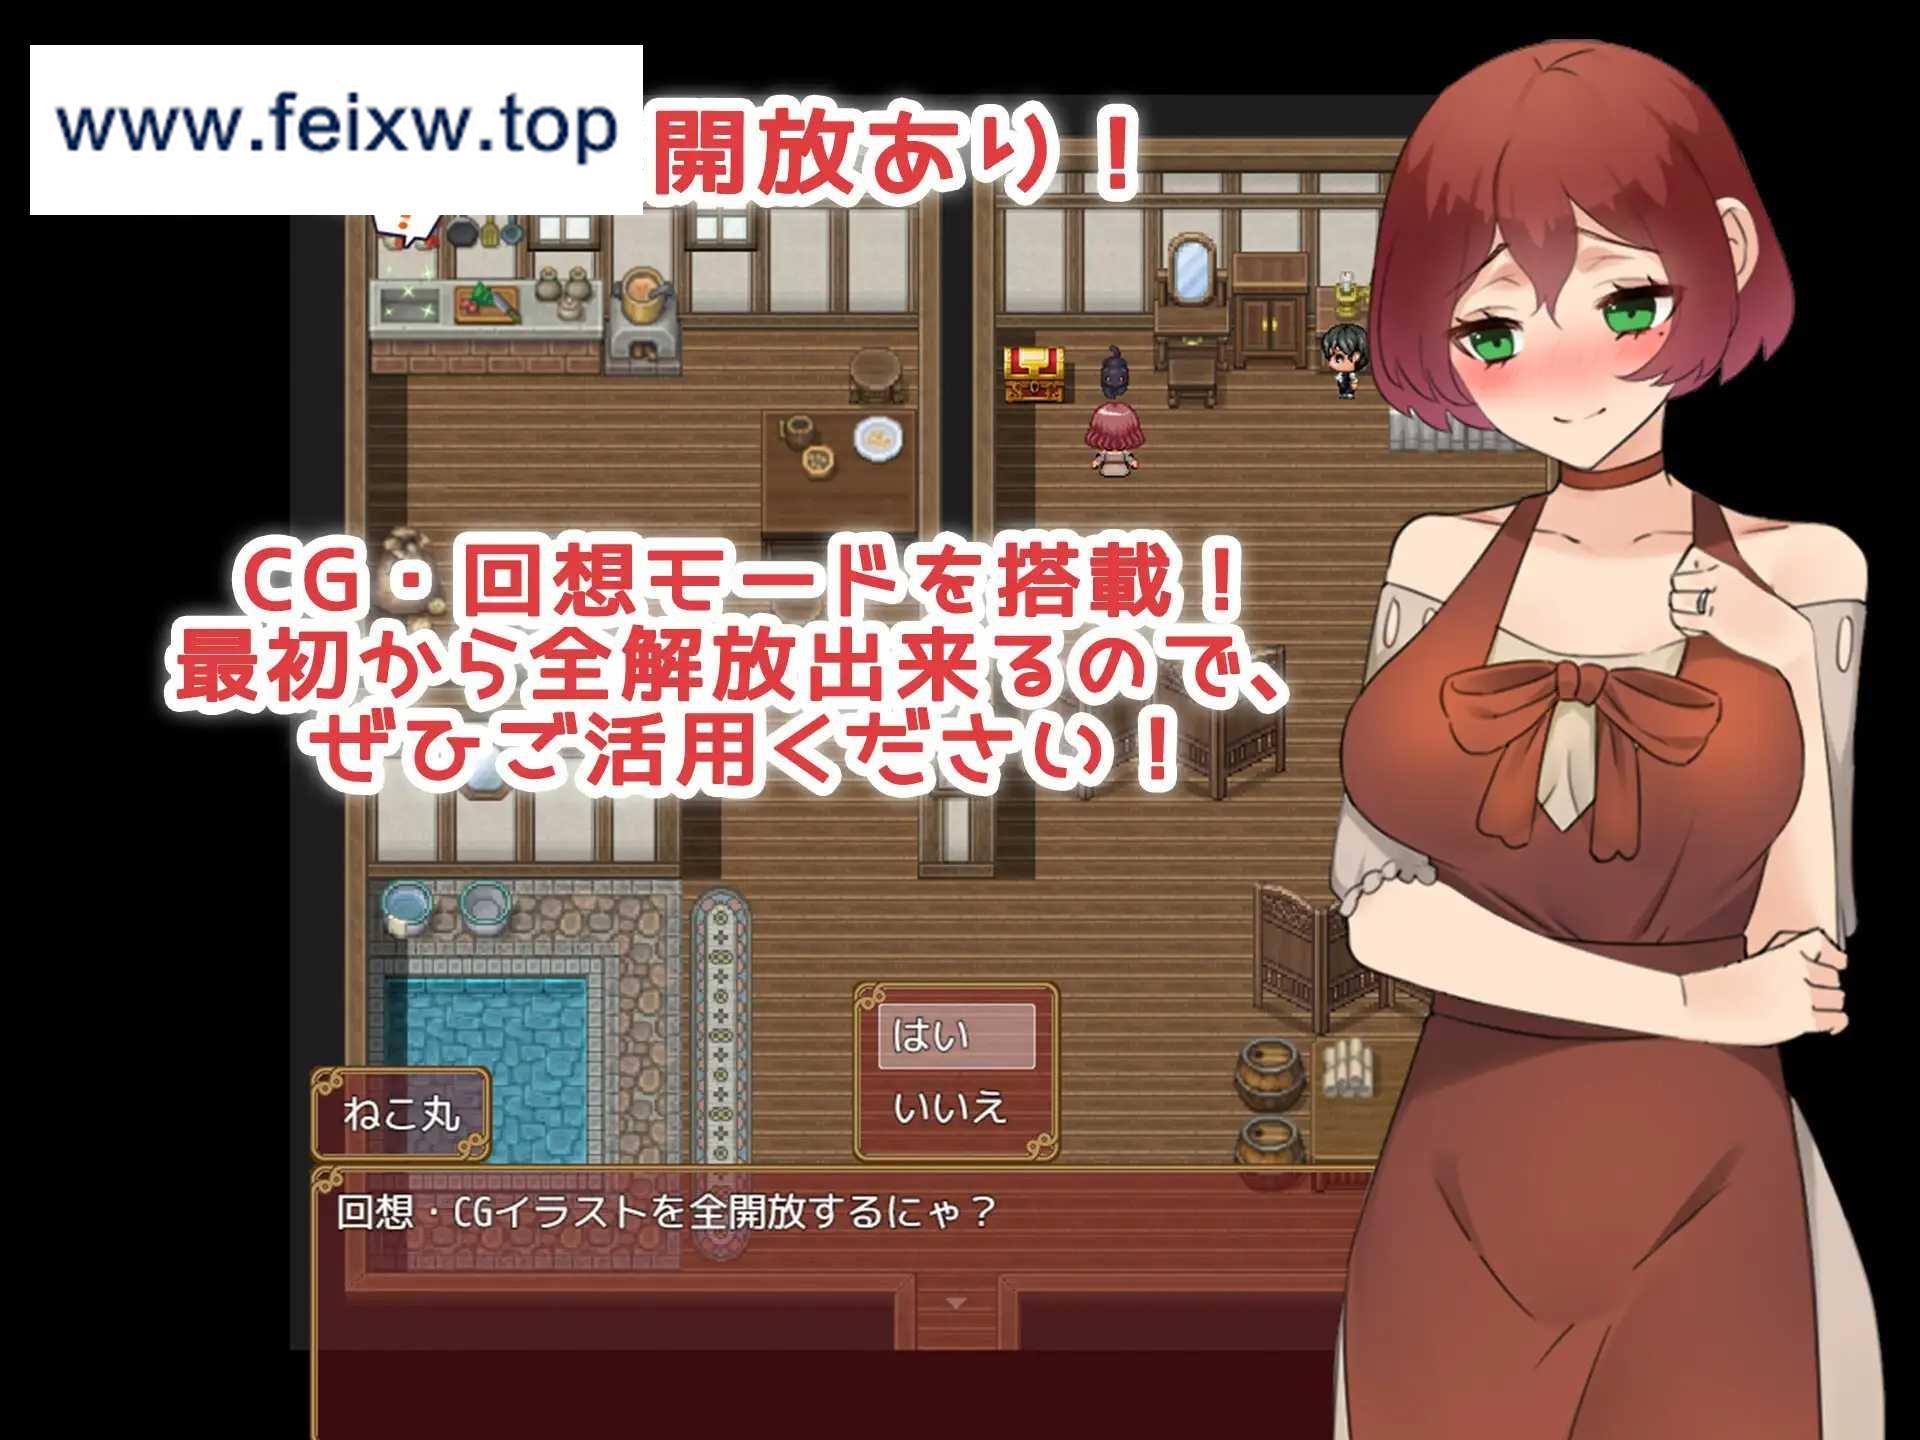 www.feixw.top
開放あり！
CG・回想モードを搭載！
最初から全解放出来るので、
ぜひご活用ください！
はい
いいえ
ねこ丸
回想・CGイラストを全開放するにゃ？